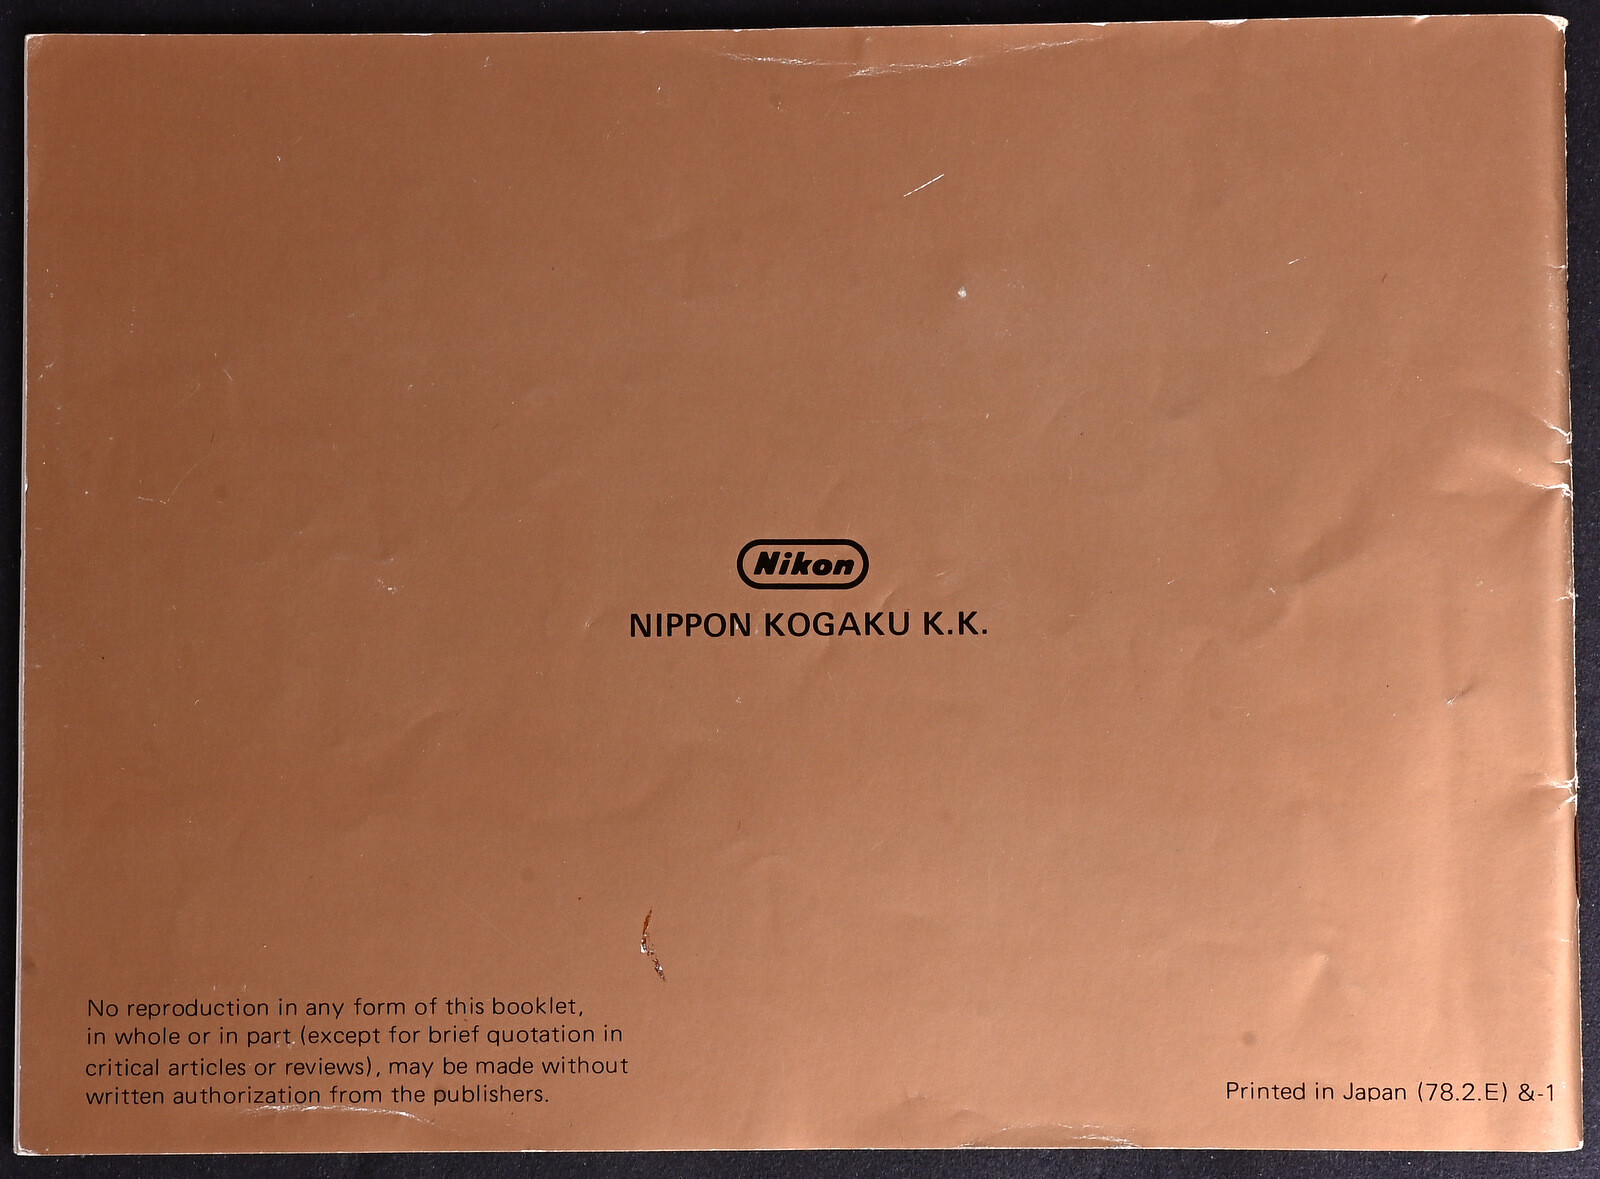 Nikon
NIPPON KOGAKU K.K.
No reproduction in any form of this booklet,
in whole or in part (except for brief quotation in
critical articles or reviews), may be made without
written authorization from the publishers.
Printed in Japan (78.2.E) &-1